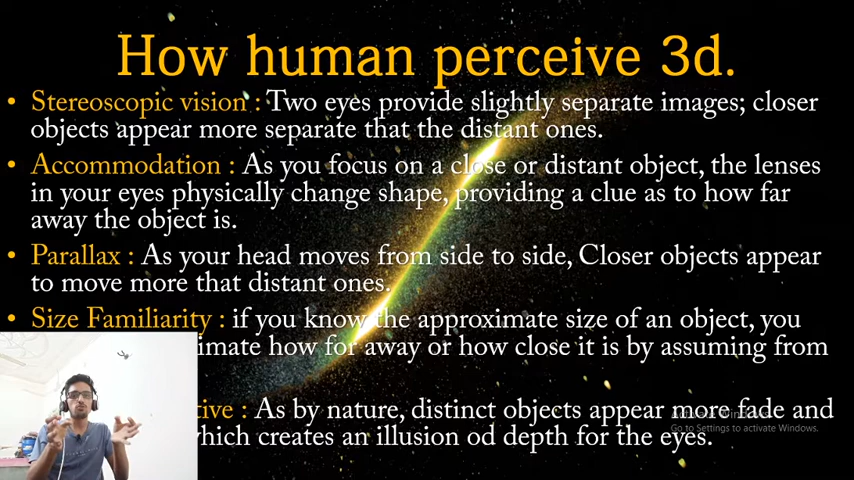 How human perceive 3d.
• Stereoscopic vision : Two eyes provide slightly separate images; closer
objects appear more separate that the distant ones.
• Accommodation : As you focus on a close or distant object, the lenses
in your eyes physically change shape, providing a clue as to how far
away the object is.
• Parallax : As your head moves from side to side, Closer objects appear
to move more that distant ones.
• Size Familiarity : if you know the approximate size of an object, you
imate how for away or how close it is by assuming from
tive : As by nature, distinct objects appear more fade and
which creates an illusion od depth for the eyes.
Activate Windows
Go to Settings to activate Windows.